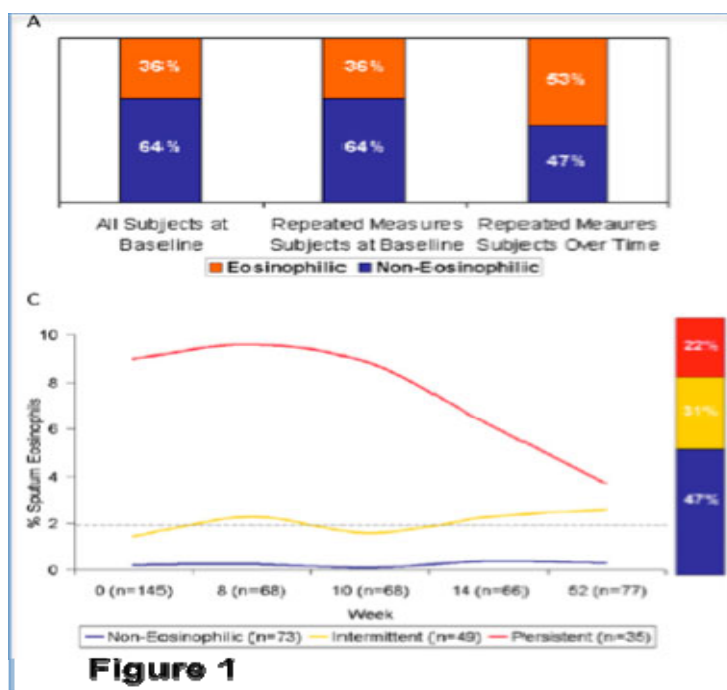 A
36%
36%
53%
64%
64%
47%
All Subjects at
Baseline
Repeated Measures
Subjects at Baseline
Repeated Meaures
Subjects Over Time
Eosinophilic
Non-Eosinophilic
C
% Sputum Eosinophils
10
8
6
4
2
0
22%
31%
47%
0 (n=145)
8 (n=68)
10 (n=68)
14 (n=66)
52 (n=77)
Week
Non-Eosinophilic (n=73)
Intermittent (n=49)
Persistent (n=35)
Figure 1